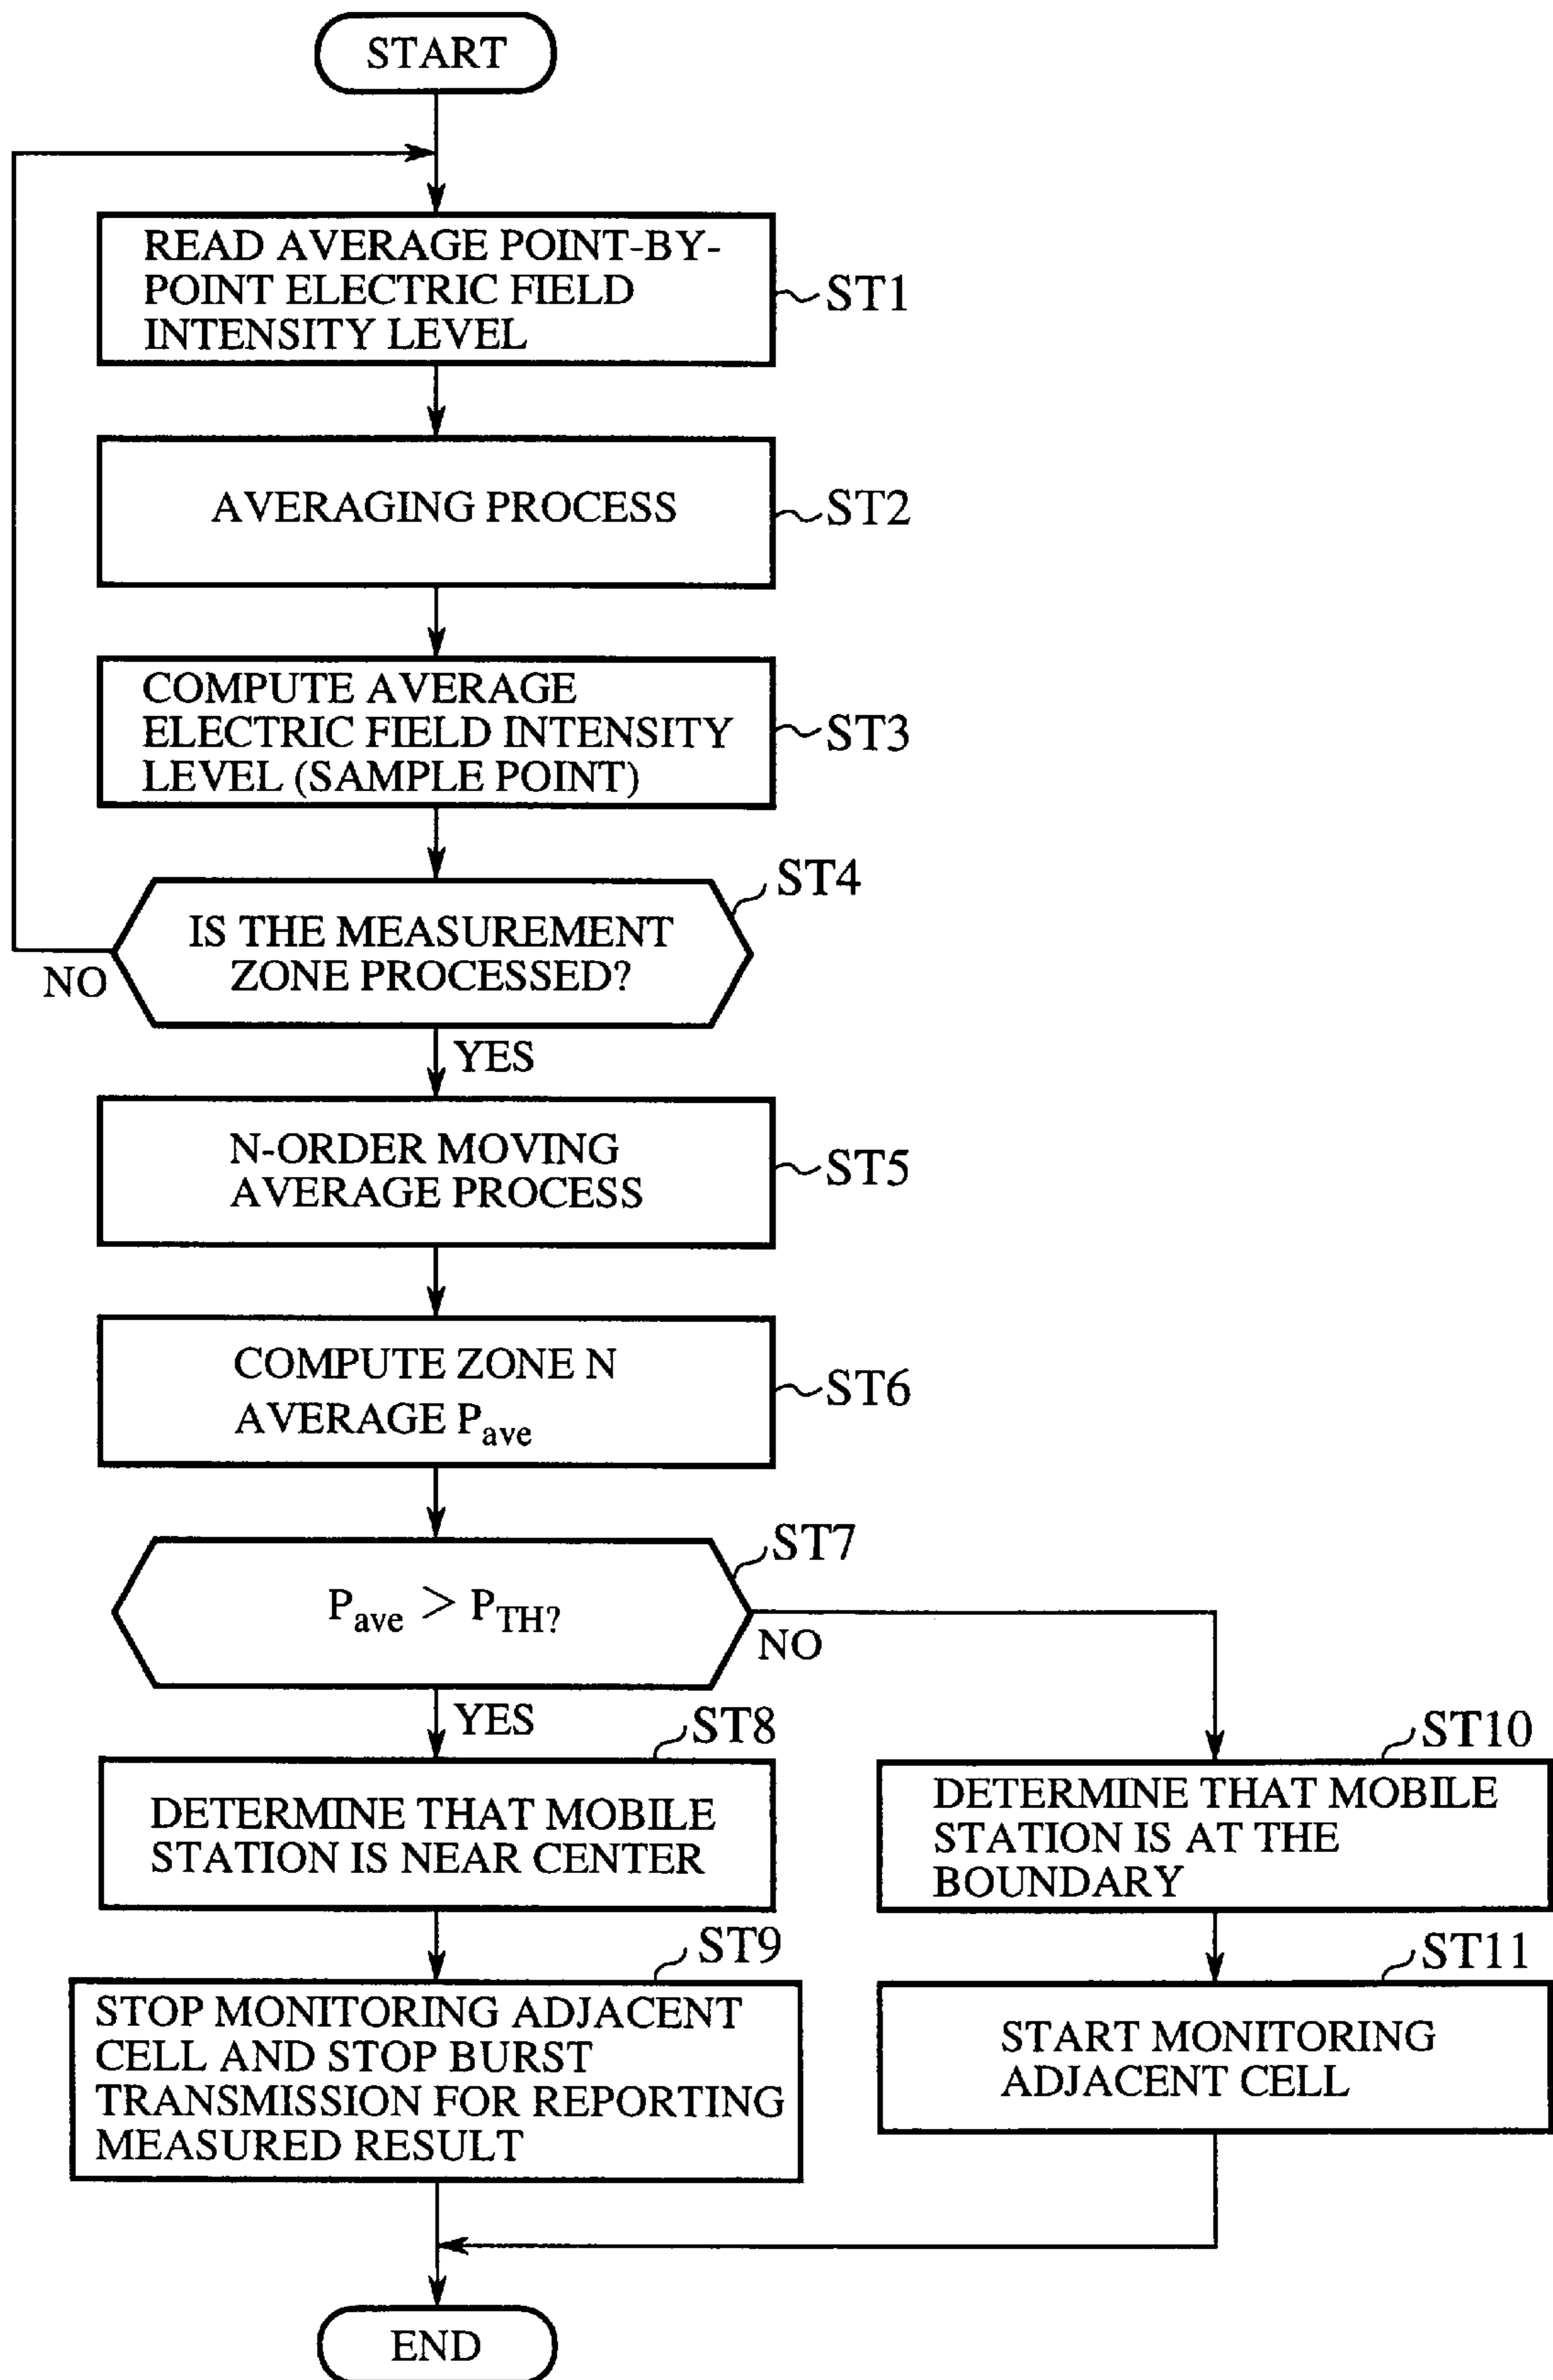 START
READ AVERAGE POINT-BY-
POINT ELECTRIC FIELD
INTENSITY LEVEL
ST1
AVERAGING PROCESS
ST2
COMPUTE AVERAGE
ELECTRIC FIELD INTENSITY
LEVEL (SAMPLE POINT)
ST3
ST4
IS THE MEASUREMENT
ZONE PROCESSED?
NO
YES
N-ORDER MOVING
AVERAGE PROCESS
ST5
COMPUTE ZONE N
AVERAGE Pave
ST6
ST7
Pave > PTH?
NO
YES
ST8
DETERMINE THAT MOBILE
STATION IS NEAR CENTER
ST10
DETERMINE THAT MOBILE
STATION IS AT THE
BOUNDARY
ST9
STOP MONITORING ADJACENT
CELL AND STOP BURST
TRANSMISSION FOR REPORTING
MEASURED RESULT
ST11
START MONITORING
ADJACENT CELL
END